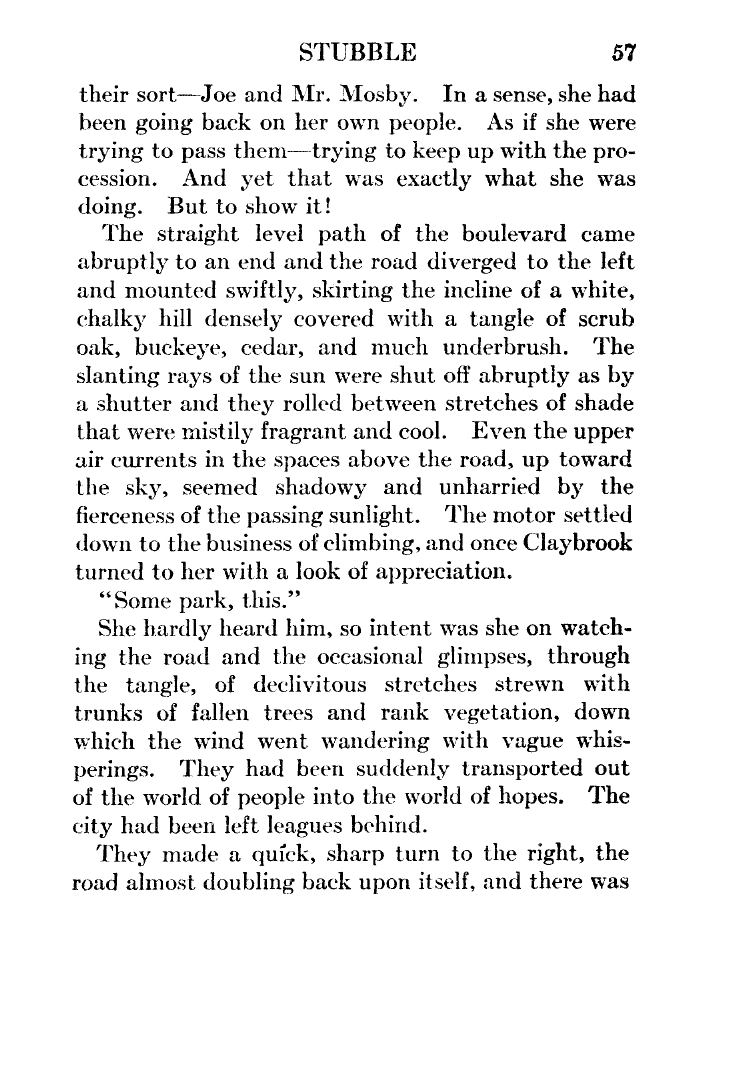 STUBBLE 57
their sort—Joe and Mr. Mosby. In a sense, she had
been going back on her own people. As if she were
trying to pass them—trying to keep up with the pro-
cession. And yet that was exactly what she was
doing. But to show it!
The straight level path of the boulevard came
abruptly to an end and the road diverged to the left
and mounted swiftly, skirting the incline of a white,
chalky hill densely covered with a tangle of scrub
oak, buckeye, cedar, and much underbrush. The
slanting rays of the sun were shut off abruptly as by
a shutter and they rolled between stretches of shade
that were mistily fragrant and cool. Even the upper
air currents in the spaces above the road, up toward
the sky, seemed shadowy and unharried by the
fierceness of the passing sunlight. The motor settled
down to the business of climbing, and once Claybrook
turned to her with a look of appreciation.
“Some park, this.”
She hardly heard him, so intent was she on watch-
ing the road and the occasional glimpses, through
the tangle, of declivitous stretches strewn with
trunks of fallen trees and rank vegetation, down
which the wind went wandering with vague whis-
perings. They had been suddenly transported out
of the world of people into the world of hopes. The
city had been left leagues behind.
They made a quick, sharp turn to the right, the
road almost doubling back upon itself, and there was